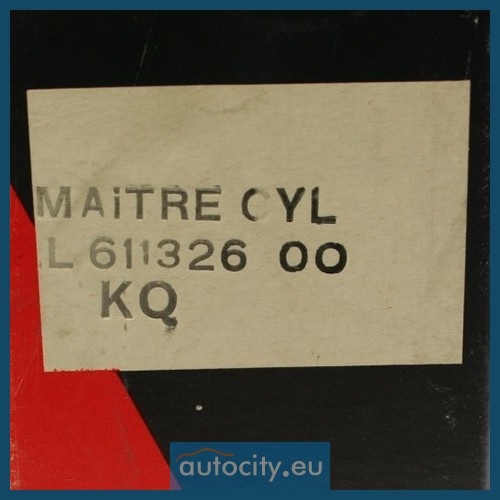 MAiTRE CYL
.L 611326 00
KQ
autocity.eu